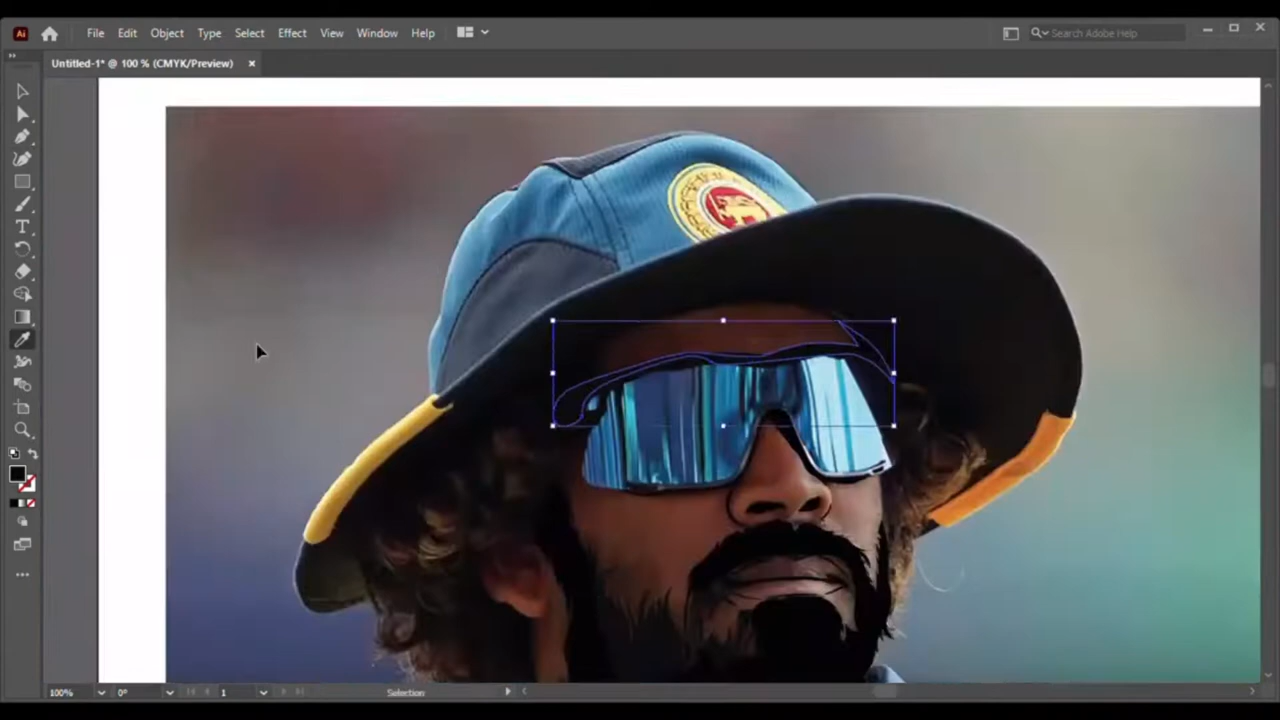 Ai File Edit Object Type Select Effect View Window Help Search Adobe Help
Untitled-1* @ 100 % (CMYK/Preview) ×
T
100% 0° 1 Selection